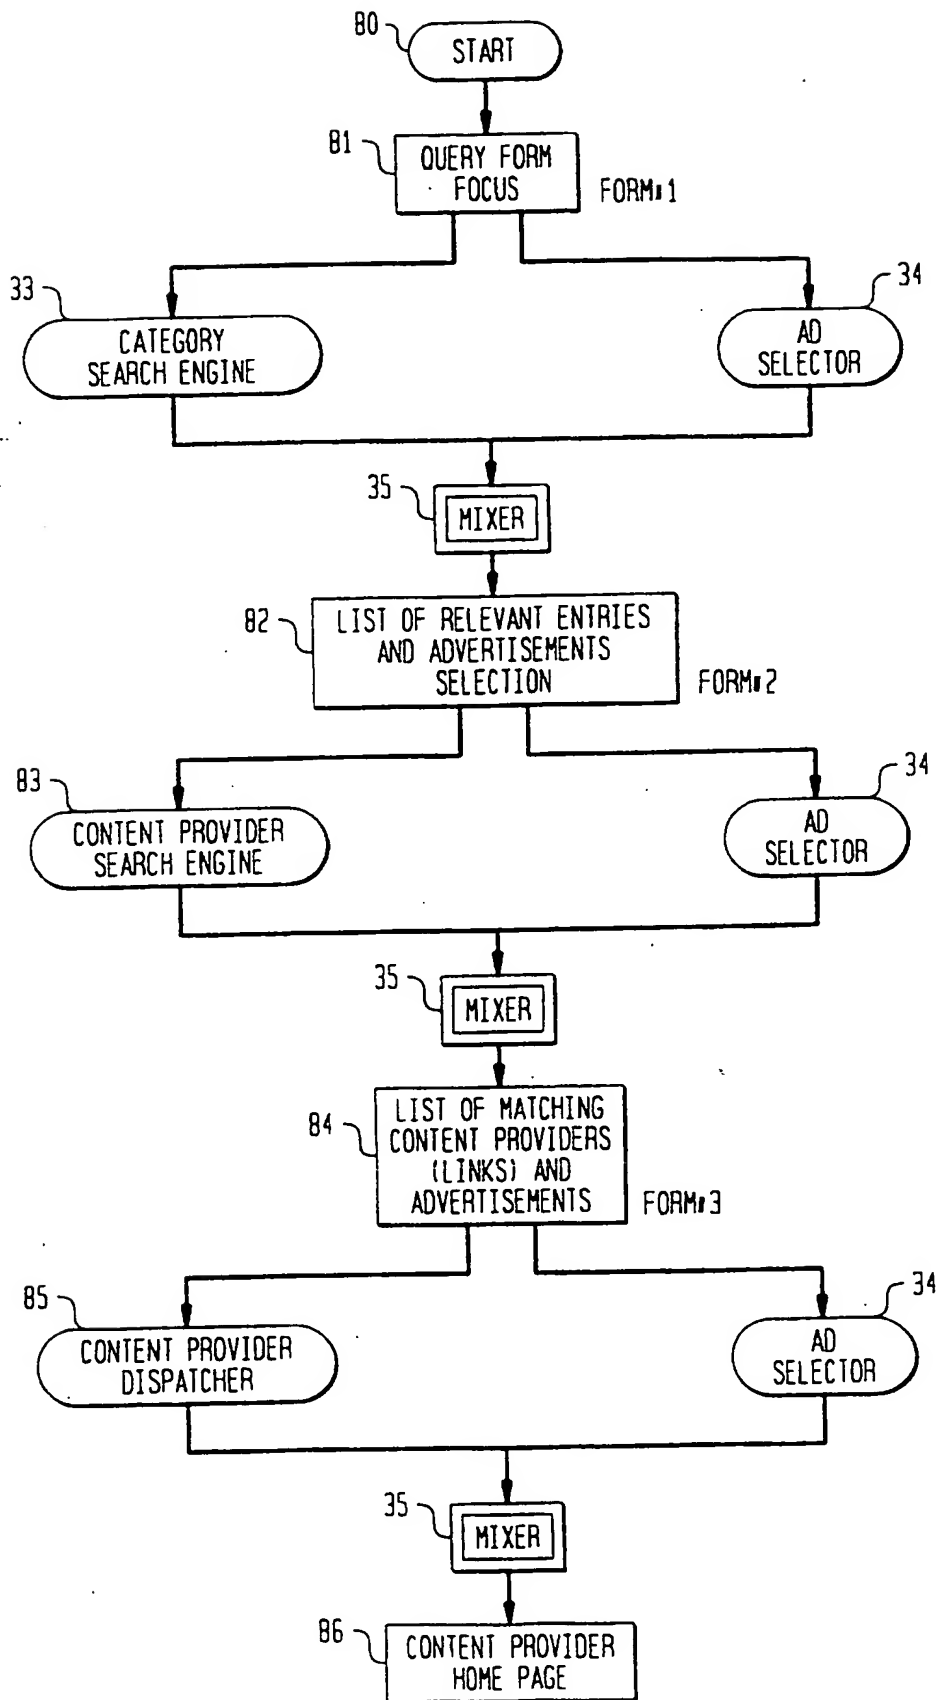 80
START
81
QUERY FORM
FOCUS
FORM#1
33
CATEGORY
SEARCH ENGINE
34
AD
SELECTOR
35
MIXER
82
LIST OF RELEVANT ENTRIES
AND ADVERTISEMENTS
SELECTION
FORM#2
83
CONTENT PROVIDER
SEARCH ENGINE
34
AD
SELECTOR
35
MIXER
84
LIST OF MATCHING
CONTENT PROVIDERS
(LINKS) AND
ADVERTISEMENTS
FORM#3
85
CONTENT PROVIDER
DISPATCHER
34
AD
SELECTOR
35
MIXER
86
CONTENT PROVIDER
HOME PAGE